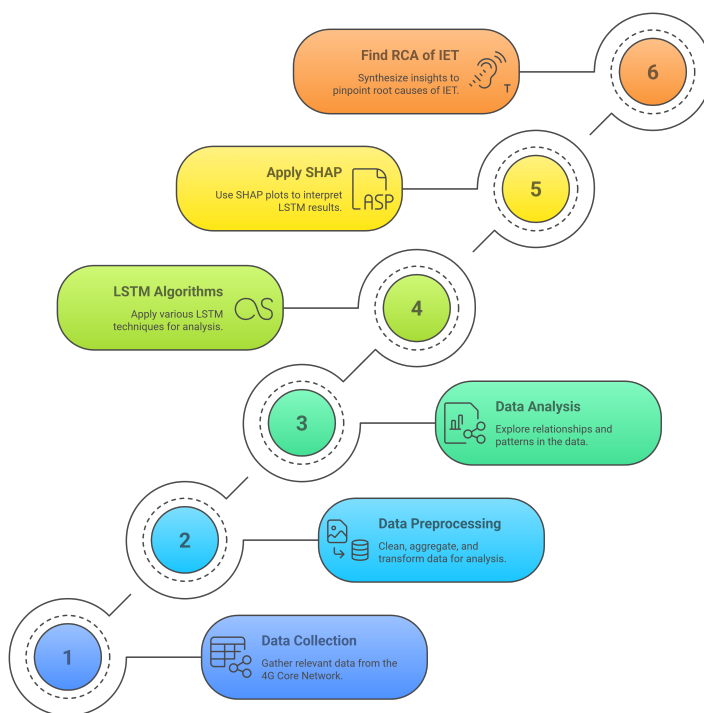 Find RCA of IET
Synthesize insights to
pinpoint root causes of IET.
T
6
Apply SHAP
Use SHAP plots to interpret
LSTM results.
ASP
5
LSTM Algorithms
Apply various LSTM
techniques for analysis.
4
3
Data Analysis
Explore relationships and
patterns in the data.
2
Data Preprocessing
Clean, aggregate, and
transform data for analysis.
1
Data Collection
Gather relevant data from the
4G Core Network.